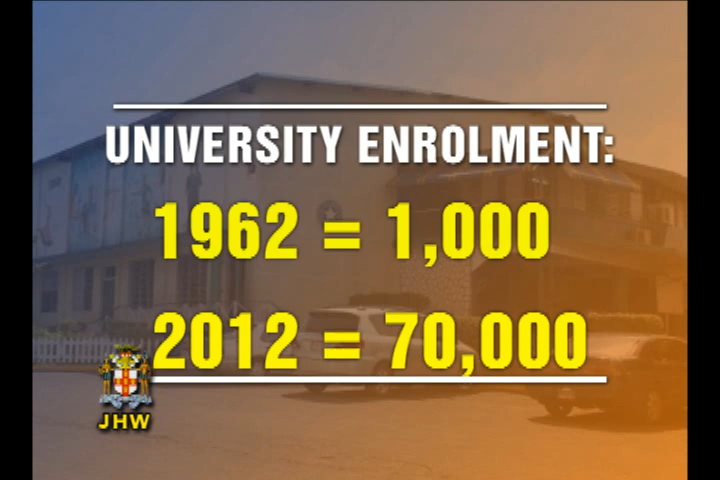 UNIVERSITY ENROLMENT:
1962 = 1,000
2012 = 70,000
JHW